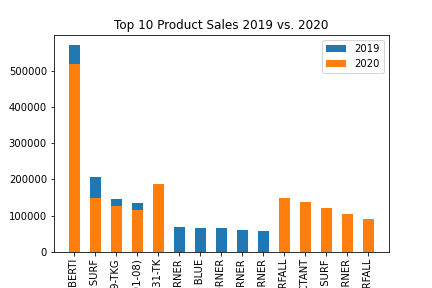 Top 10 Product Sales 2019 vs. 2020
2019
2020
500000
400000
300000
200000
100000
0
BERTI
SURF
9-TKG
01-08)
31-TK
RNER
BLUE
RNER
RNER
RNER
RFALL
CTANT
SURF
RNER
RFALL